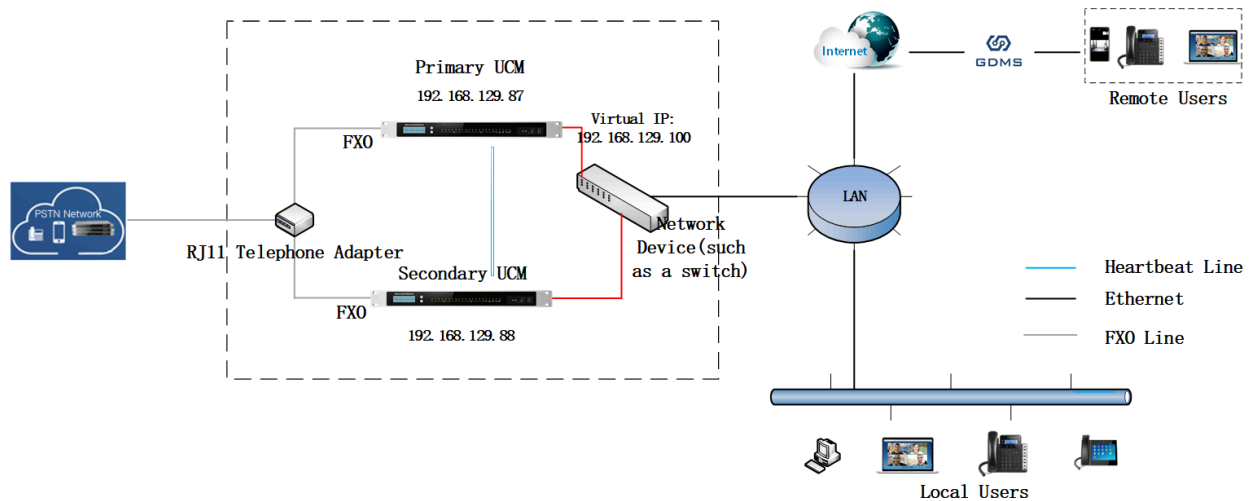 Internet
GDMS
Remote Users
Primary UCM
192.168.129.87
Virtual IP:
192.168.129.100
FXO
PSTN Network
LAN
RJ11 Telephone Adapter
Network
Device(such
as a switch)
Secondary UCM
FXO
192.168.129.88
Heartbeat Line
Ethernet
FXO Line
Local Users